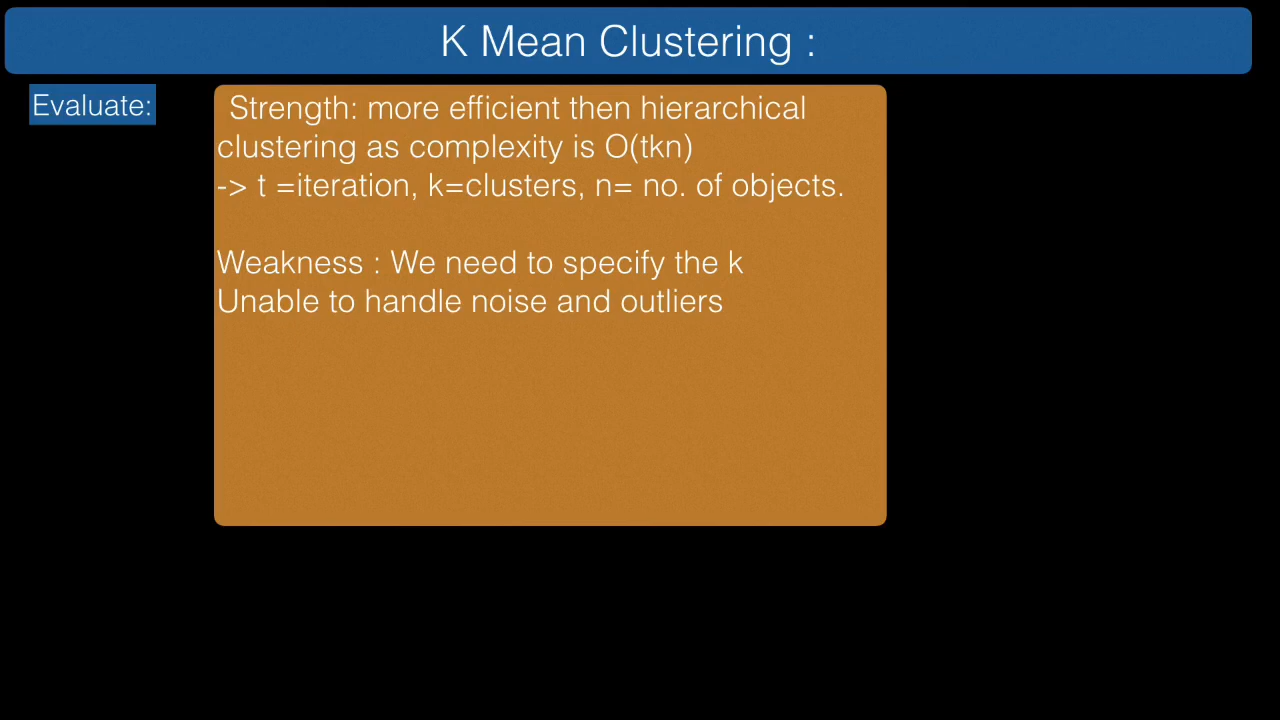 K Mean Clustering :
Evaluate:
Strength: more efficient then hierarchical
clustering as complexity is O(tkn)
-> t =iteration, k=clusters, n= no. of objects.
Weakness : We need to specify the k
Unable to handle noise and outliers